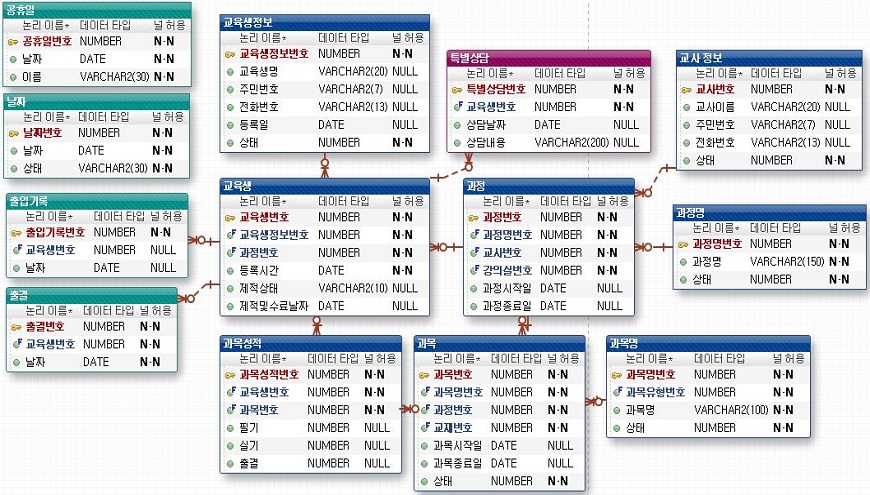 공휴일
논리 이름* 데이터 타입 널 허용
공휴일번호 NUMBER N-N
날짜 DATE N-N
이름 VARCHAR2(30) N-N
날짜
논리 이름* 데이터 타입 널 허용
날짜번호 NUMBER N-N
날짜 DATE N-N
상태 VARCHAR2(30) N-N
출입기록
논리 이름* 데이터 타입 널 허용
출입기록번호 NUMBER N-N
교육생번호 NUMBER NULL
날짜 DATE NULL
출결
논리 이름* 데이터 타입 널 허용
출결번호 NUMBER N-N
교육생번호 NUMBER N-N
날짜 DATE N-N
교육생정보
논리 이름* 데이터 타입 널 허용
교육생정보번호 NUMBER N-N
교육생명 VARCHAR2(20) NULL
주민번호 VARCHAR2(7) NULL
전화번호 VARCHAR2(13) NULL
등록일 DATE NULL
상태 NUMBER N-N
교육생
논리 이름* 데이터 타입 널 허용
교육생번호 NUMBER N-N
교육생정보번호 NUMBER N-N
과정번호 NUMBER N-N
등록시간 DATE N-N
제적상태 VARCHAR2(10) NULL
제적및수료날짜 DATE NULL
과목성적
논리 이름* 데이터 타입 널 허용
과목성적번호 NUMBER N-N
교육생번호 NUMBER N-N
과목번호 NUMBER N-N
필기 NUMBER NULL
실기 NUMBER NULL
출결 NUMBER NULL
특별상담
논리 이름* 데이터 타입 널 허용
특별상담번호 NUMBER N-N
교육생번호 NUMBER N-N
상담날짜 DATE NULL
상담내용 VARCHAR2(200) NULL
과정
논리 이름* 데이터 타입 널 허용
과정번호 NUMBER N-N
과정명번호 NUMBER N-N
교사번호 NUMBER N-N
강의실번호 NUMBER N-N
과정시작일 DATE NULL
과정종료일 DATE NULL
과목
논리 이름* 데이터 타입 널 허용
과목번호 NUMBER N-N
과목명번호 NUMBER N-N
과정번호 NUMBER N-N
교재번호 NUMBER N-N
과목시작일 DATE NULL
과목종료일 DATE NULL
상태 NUMBER N-N
교사 정보
논리 이름* 데이터 타입 널 허용
교사번호 NUMBER N-N
교사이름 VARCHAR2(20) NULL
주민번호 VARCHAR2(7) NULL
전화번호 VARCHAR2(13) NULL
상태 NUMBER N-N
과정명
논리 이름* 데이터 타입 널 허용
과정명번호 NUMBER N-N
과정명 VARCHAR2(150) N-N
상태 NUMBER N-N
과목명
논리 이름* 데이터 타입 널 허용
과목명번호 NUMBER N-N
과목유형번호 NUMBER N-N
과목명 VARCHAR2(100) N-N
상태 NUMBER N-N